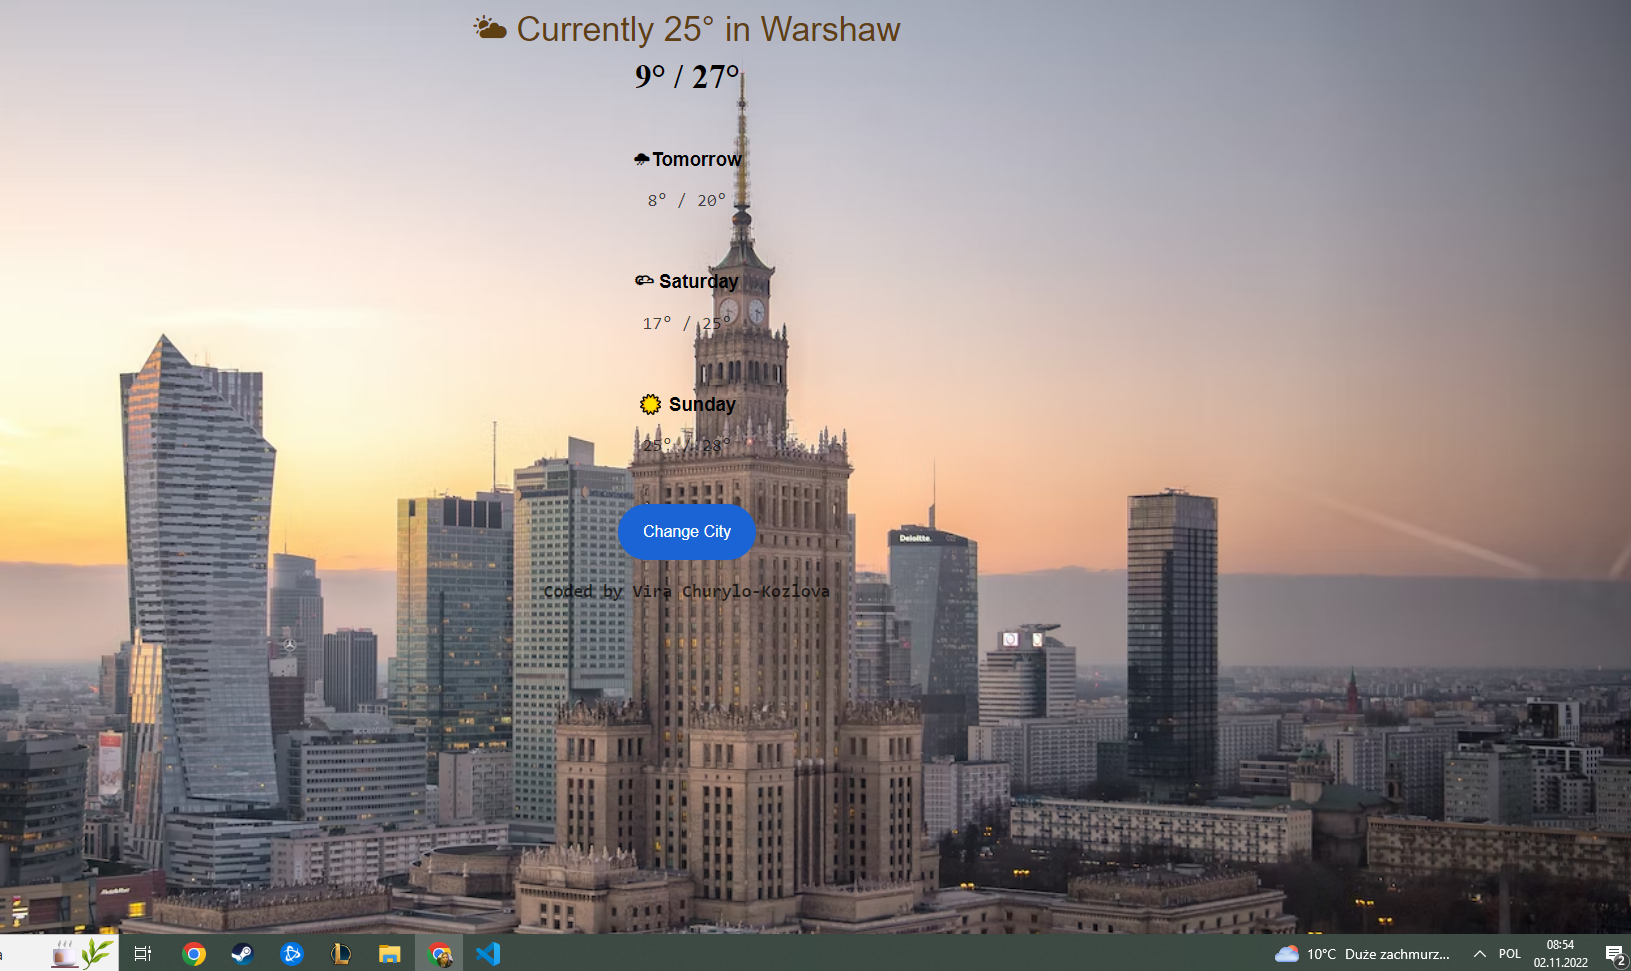 Currently 25° in Warshaw
9° / 27°
Tomorrow
8° / 20°
Saturday
17° / 25°
Sunday
25° / 28°
Change City
Coded by Vira Churylo-Kozlova
Deloitte.
accenture
10°C Duże zachmurz...
POL
08:54
02.11.2022
2